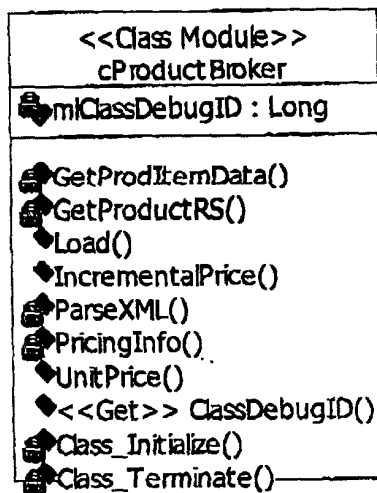 <<Class Module>>
cProductBroker
mlClassDebugID : Long
GetProdItemData()
GetProductRS()
Load()
IncrementalPrice()
ParseXML()
PricingInfo()
UnitPrice()
<<Get>> ClassDebugID()
Class_Initialize()
Class_Terminate()